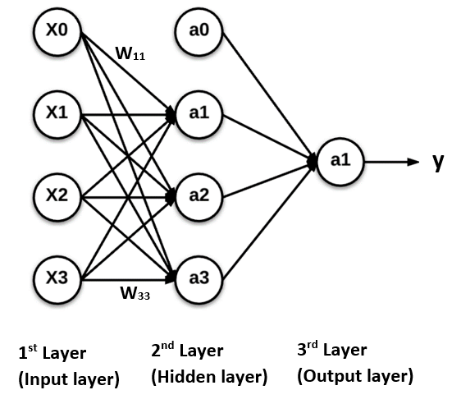 X0 a0
W11
X1 a1
a1 y
X2 a2
X3 a3
W33
1st Layer 2nd Layer 3rd Layer
(Input layer) (Hidden layer) (Output layer)